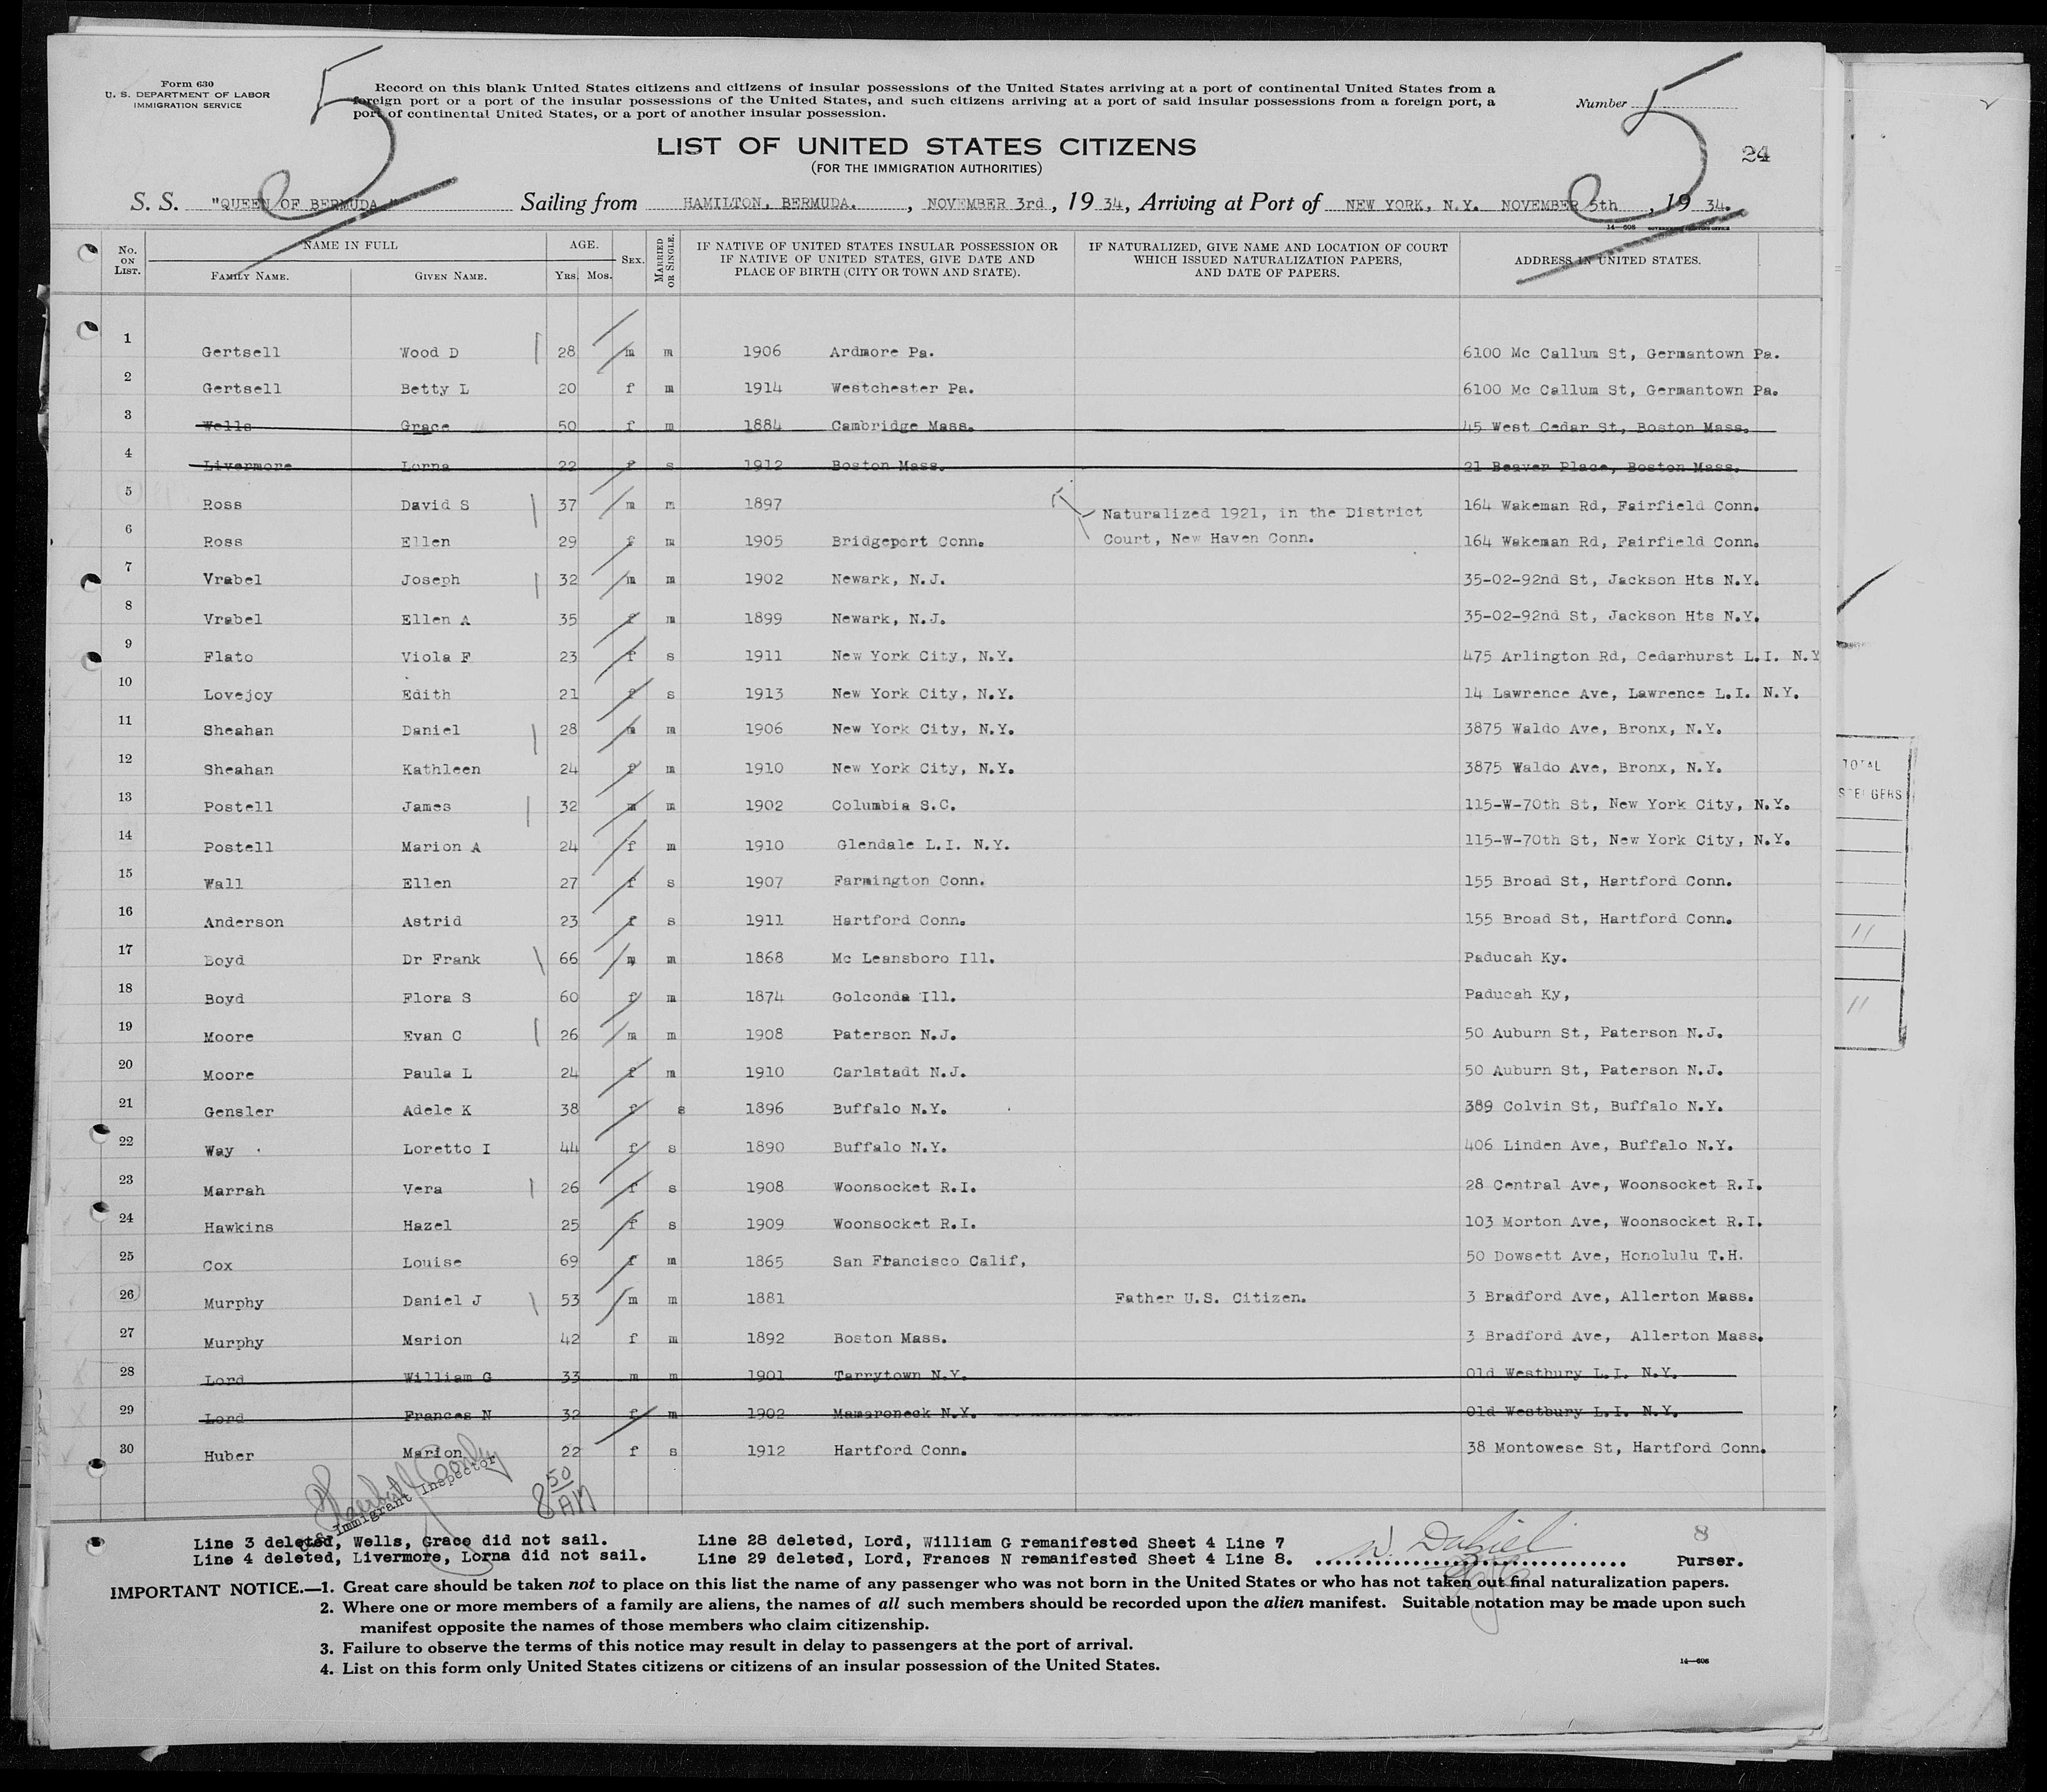 Form 630
U. S. DEPARTMENT OF LABOR
IMMIGRATION SERVICE
Record on this blank United States citizens and citizens of insular possessions of the United States arriving at a port of continental United States from a
foreign port or a port of the insular possessions of the United States, and such citizens arriving at a port of said insular possessions from a foreign port, a
port of continental United States, or a port of another insular possession.
Number
5
5
24
LIST OF UNITED STATES CITIZENS
(FOR THE IMMIGRATION AUTHORITIES)
S. S. "QUEEN OF BERMUDA " Sailing from HAMILTON, BERMUDA. , NOVEMBER 3rd , 19 34, Arriving at Port of NEW YORK, N.Y. NOVEMBER 5th , 19 34.
14—606
No. ON LIST. NAME IN FULL FAMILY NAME. GIVEN NAME. AGE. Yrs. Mos. SEX. MARRIED OR SINGLE. IF NATIVE OF UNITED STATES INSULAR POSSESSION OR IF NATIVE OF UNITED STATES, GIVE DATE AND PLACE OF BIRTH (CITY OR TOWN AND STATE). IF NATURALIZED, GIVE NAME AND LOCATION OF COURT WHICH ISSUED NATURALIZATION PAPERS, AND DATE OF PAPERS. ADDRESS IN UNITED STATES.
1 Gertsell Wood D 28 m m 1906 Ardmore Pa. 6100 Mc Callum St, Germantown Pa.
2 Gertsell Betty L 20 f m 1914 Westchester Pa. 6100 Mc Callum St, Germantown Pa.
3 Wells Grace 50 f m 1884 Cambridge Mass. 45 West Cedar St, Boston Mass.
4 Livermore Lorna 22 f s 1912 Boston Mass. 21 Beaver Place, Boston Mass.
5 Ross David S 37 m m 1897 Naturalized 1921, in the District 164 Wakeman Rd, Fairfield Conn.
6 Ross Ellen 29 f m 1905 Bridgeport Conn. Court, New Haven Conn. 164 Wakeman Rd, Fairfield Conn.
7 Vrabel Joseph 32 m m 1902 Newark, N.J. 35-02-92nd St, Jackson Hts N.Y.
8 Vrabel Ellen A 35 f m 1899 Newark, N.J. 35-02-92nd St, Jackson Hts N.Y.
9 Flato Viola F 23 f s 1911 New York City, N.Y. 475 Arlington Rd, Cedarhurst L.I. N.Y
10 Lovejoy Edith 21 f s 1913 New York City, N.Y. 14 Lawrence Ave, Lawrence L.I. N.Y.
11 Sheahan Daniel 28 m m 1906 New York City, N.Y. 3875 Waldo Ave, Bronx, N.Y.
12 Sheahan Kathleen 24 f m 1910 New York City, N.Y. 3875 Waldo Ave, Bronx, N.Y.
13 Postell James 32 m m 1902 Columbia S.C. 115-W-70th St, New York City, N.Y.
14 Postell Marion A 24 f m 1910 Glendale L.I. N.Y. 115-W-70th St, New York City, N.Y.
15 Wall Ellen 27 f s 1907 Farmington Conn. 155 Broad St, Hartford Conn.
16 Anderson Astrid 23 f s 1911 Hartford Conn. 155 Broad St, Hartford Conn.
17 Boyd Dr Frank 66 m m 1868 Mc Leansboro Ill. Paducah Ky.
18 Boyd Flora S 60 f m 1874 Golconda Ill. Paducah Ky,
19 Moore Evan C 26 m m 1908 Paterson N.J. 50 Auburn St, Paterson N.J.
20 Moore Paula L 24 f m 1910 Carlstadt N.J. 50 Auburn St, Paterson N.J.
21 Gensler Adele K 38 f s 1896 Buffalo N.Y. 389 Colvin St, Buffalo N.Y.
22 Way Loretto I 44 f s 1890 Buffalo N.Y. 406 Linden Ave, Buffalo N.Y.
23 Marrah Vera 26 f s 1908 Woonsocket R.I. 28 Central Ave, Woonsocket R.I.
24 Hawkins Hazel 25 f s 1909 Woonsocket R.I. 103 Morton Ave, Woonsocket R.I.
25 Cox Louise 69 f m 1865 San Francisco Calif, 50 Dowsett Ave, Honolulu T.H.
26 Murphy Daniel J 53 m m 1881 Father U.S. Citizen. 3 Bradford Ave, Allerton Mass.
27 Murphy Marion 42 f m 1892 Boston Mass. 3 Bradford Ave, Allerton Mass.
28 Lord William G 33 m m 1901 Tarrytown N.Y. Old Westbury L.I. N.Y.
29 Lord Frances N 32 f m 1902 Mamaroneck N.Y. Old Westbury L.I. N.Y.
30 Huber Marion 22 f s 1912 Hartford Conn. 38 Montowese St, Hartford Conn.
Immigrant Inspector
8 50 AM
Line 3 deleted, Wells, Grace did not sail. Line 28 deleted, Lord, William G remanifested Sheet 4 Line 7
Line 4 deleted, Livermore, Lorna did not sail. Line 29 deleted, Lord, Frances N remanifested Sheet 4 Line 8.
8
Purser.
IMPORTANT NOTICE.—1. Great care should be taken not to place on this list the name of any passenger who was not born in the United States or who has not taken out final naturalization papers.
2. Where one or more members of a family are aliens, the names of all such members should be recorded upon the alien manifest. Suitable notation may be made upon such
manifest opposite the names of those members who claim citizenship.
3. Failure to observe the terms of this notice may result in delay to passengers at the port of arrival.
4. List on this form only United States citizens or citizens of an insular possession of the United States.
14—606
TOTAL
11
11